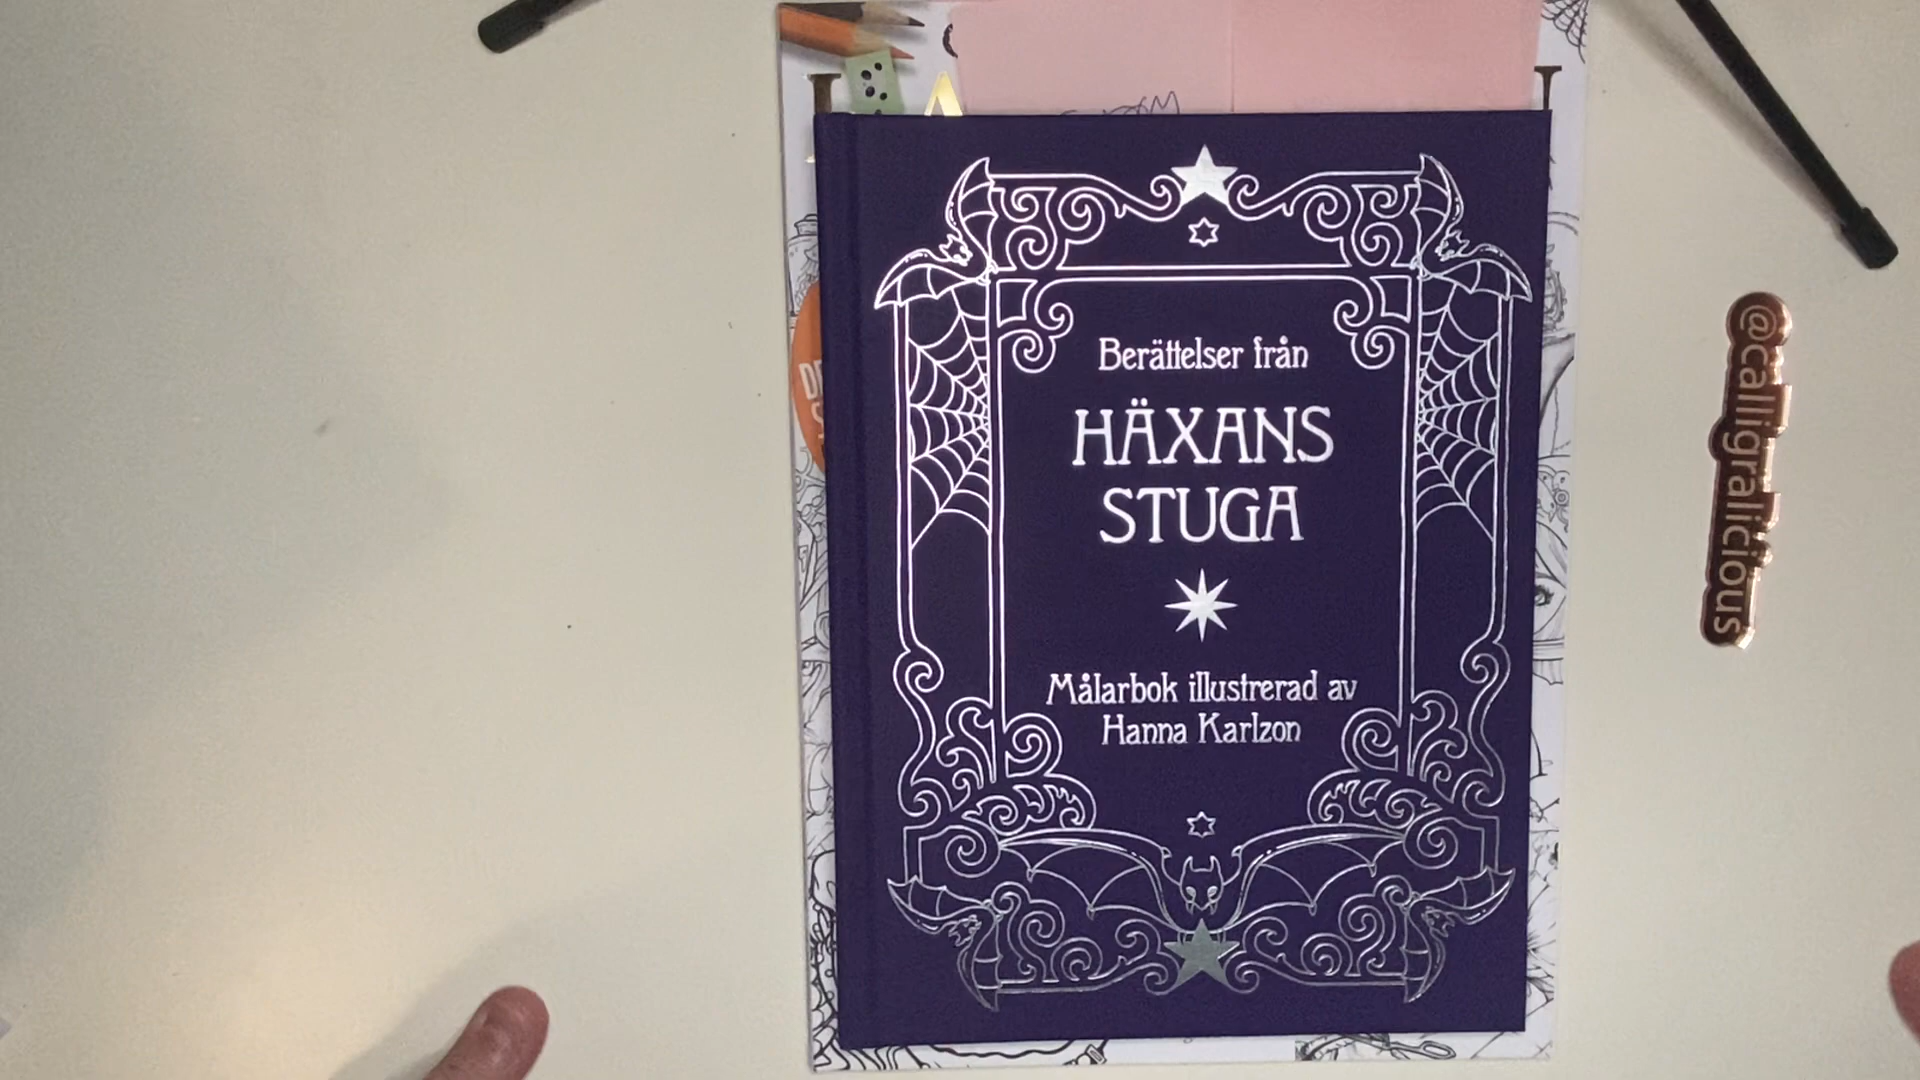 Berättelser från
HÄXANS
STUGA
Målarbok illustrerad av
Hanna Karlzon
@calligralicious